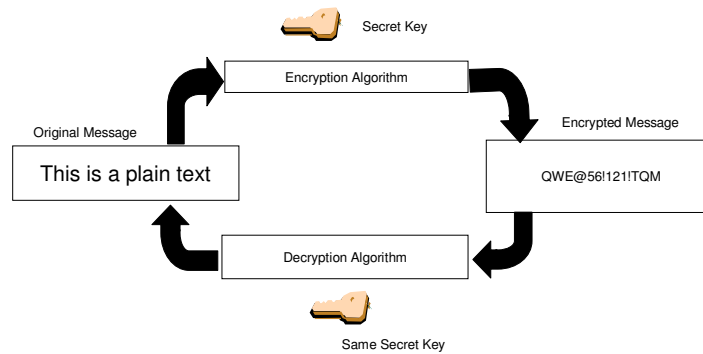 Secret Key
Encryption Algorithm
Original Message
Encrypted Message
This is a plain text
QWE@56!121!TQM
Decryption Algorithm
Same Secret Key